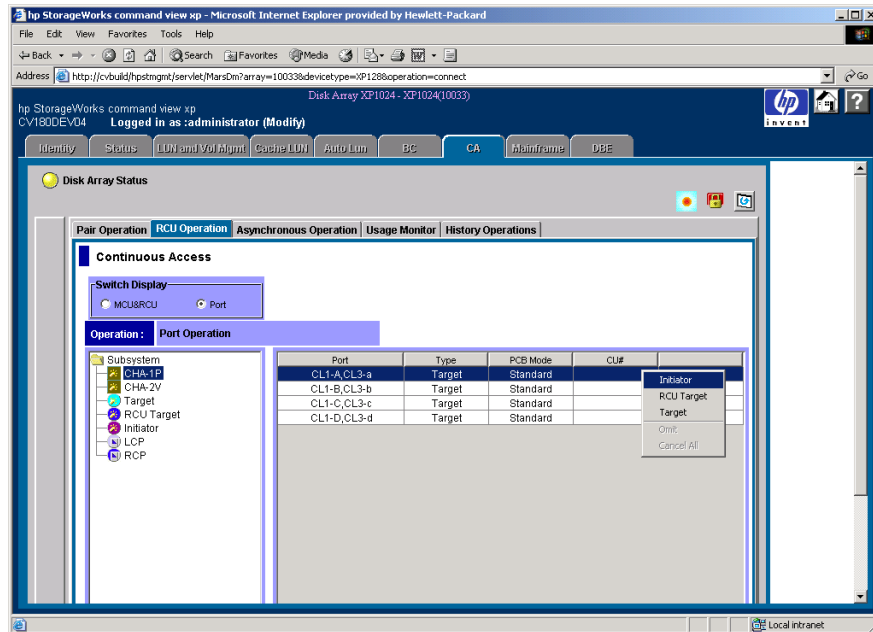 hp StorageWorks command view xp - Microsoft Internet Explorer provided by Hewlett-Packard
File Edit View Favorites Tools Help
Back Search Favorites Media
Address http://cvbuild/hpstmgmt/servlet/MarsDm?array=10033&devicetype=XP128&operation=connect Go
Disk Array XP1024 - XP1024(10033)
hp StorageWorks command view xp
CV180DEV04 Logged in as :administrator (Modify)
hp invent ?
Identity Status LUN and Vol Mgmt Cache LUN Auto Lun BC CA Mainframe DBE
Disk Array Status
Pair Operation RCU Operation Asynchronous Operation Usage Monitor History Operations
Continuous Access
Switch Display
MCU&RCU Port
Operation : Port Operation
Subsystem
CHA-1P
CHA-2V
Target
RCU Target
Initiator
LCP
RCP
Port Type PCB Mode CU#
CL1-A,CL3-a Target Standard
CL1-B,CL3-b Target Standard
CL1-C,CL3-c Target Standard
CL1-D,CL3-d Target Standard
Initiator
RCU Target
Target
Omit
Cancel All
Local intranet